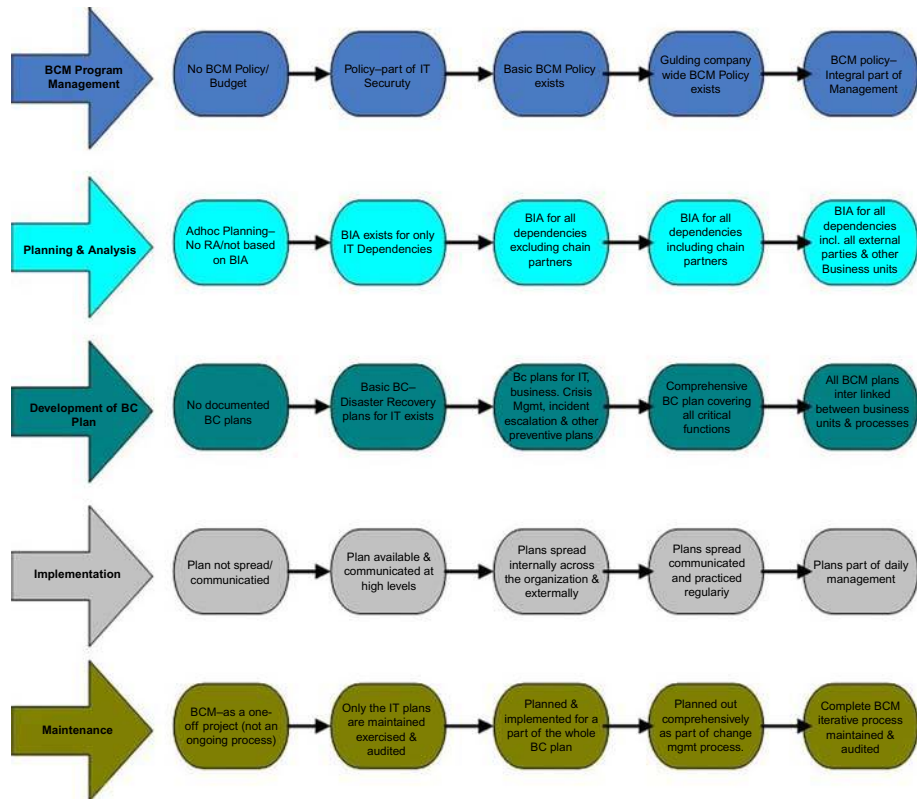 BCM Program
Management
No BCM Policy/
Budget
Policy–part of IT
Securuty
Basic BCM Policy
exists
Gulding company
wide BCM Policy
exists
BCM policy–
Integral part of
Management
Planning & Analysis
Adhoc Planning–
No RA/not based
on BIA
BIA exists for only
IT Dependencies
BIA for all
dependencies
excluding chain
partners
BIA for all
dependencies
including chain
partners
BIA for all
dependencies
incl. all external
parties & other
Business units
Development of BC
Plan
No documented
BC plans
Basic BC–
Disaster Recovery
plans for IT exists
Bc plans for IT,
business. Crisis
Mgmt, incident
escalation & other
preventive plans
Comprehensive
BC plan covering
all critical
functions
All BCM plans
inter linked
between business
units & processes
Implementation
Plan not spread/
communicatied
Plan available &
communicated at
high levels
Plans spread
internally across
the organization &
extermally
Plans spread
communicated
and practiced
regulariy
Plans part of daily
management
Maintenance
BCM–as a one-
off project (not an
ongoing process)
Only the IT plans
are maintained
exercised &
audited
Planned &
implemented for a
part of the whole
BC plan
Planned out
comprehensively
as part of change
mgmt process.
Complete BCM
iterative process
maintained &
audited